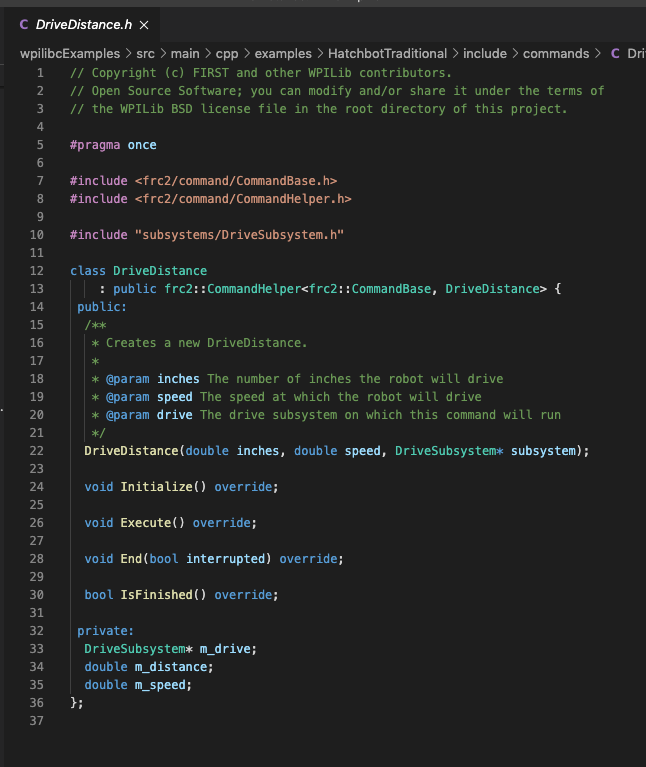 DriveDistance.h
wpilibcExamples > src > main > cpp > examples > HatchbotTraditional > include > commands > C Dri
1 // Copyright (c) FIRST and other WPILib contributors.
2 // Open Source Software; you can modify and/or share it under the terms of
3 // the WPILib BSD license file in the root directory of this project.
4
5 #pragma once
6
7 #include <frc2/command/CommandBase.h>
8 #include <frc2/command/CommandHelper.h>
9
10 #include "subsystems/DriveSubsystem.h"
11
12 class DriveDistance
13     : public frc2::CommandHelper<frc2::CommandBase, DriveDistance> {
14  public:
15   /**
16    * Creates a new DriveDistance.
17    *
18    * @param inches The number of inches the robot will drive
19    * @param speed The speed at which the robot will drive
20    * @param drive The drive subsystem on which this command will run
21    */
22   DriveDistance(double inches, double speed, DriveSubsystem* subsystem);
23
24   void Initialize() override;
25
26   void Execute() override;
27
28   void End(bool interrupted) override;
29
30   bool IsFinished() override;
31
32  private:
33   DriveSubsystem* m_drive;
34   double m_distance;
35   double m_speed;
36 };
37